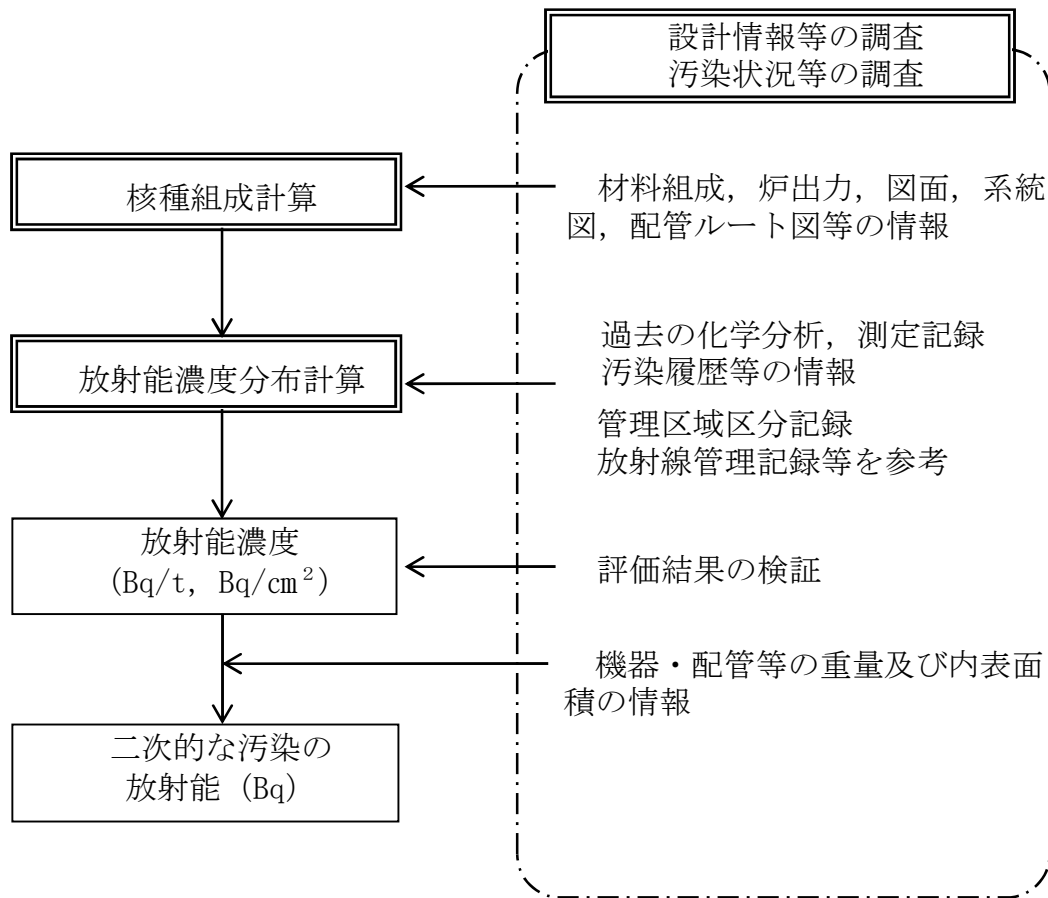 設計情報等の調査
汚染状況等の調査
核種組成計算
材料組成，炉出力，図面，系統
図，配管ルート図等の情報
放射能濃度分布計算
過去の化学分析，測定記録
汚染履歴等の情報
管理区域区分記録
放射線管理記録等を参考
放射能濃度
(Bq/t, Bq/cm²)
評価結果の検証
機器・配管等の重量及び内表面
積の情報
二次的な汚染の
放射能 (Bq)